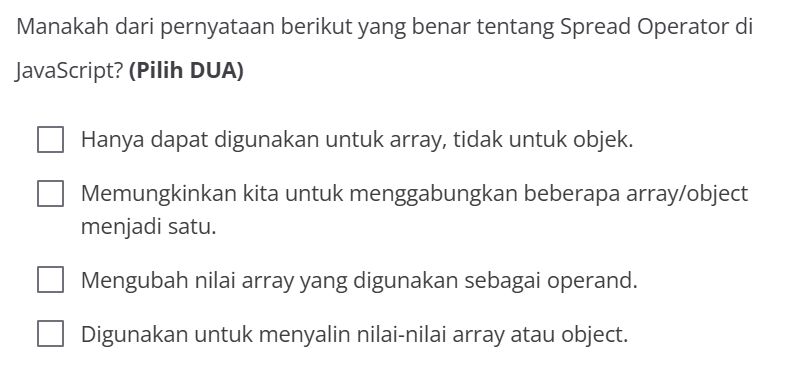 Manakah dari pernyataan berikut yang benar tentang Spread Operator di
JavaScript? (Pilih DUA)
Hanya dapat digunakan untuk array, tidak untuk objek.
Memungkinkan kita untuk menggabungkan beberapa array/object
menjadi satu.
Mengubah nilai array yang digunakan sebagai operand.
Digunakan untuk menyalin nilai-nilai array atau object.